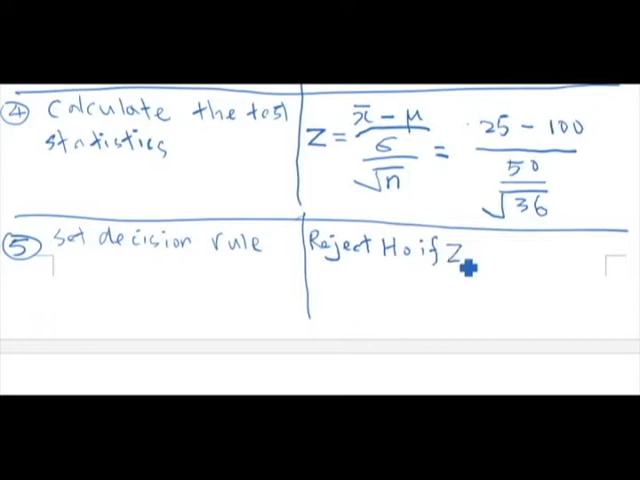 ④ Calculate the test
statistics
Z = x̄ - μ / σ / √n = 25 - 100 / 50 / √36
⑤ set decision rule
Reject Ho if Z